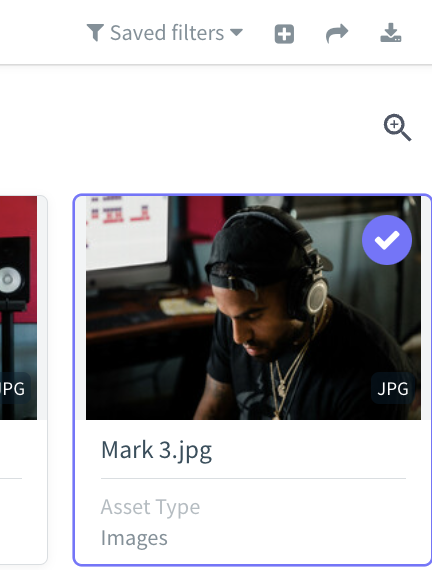 Saved filters
JPG
JPG
Mark 3.jpg
Asset Type
Images